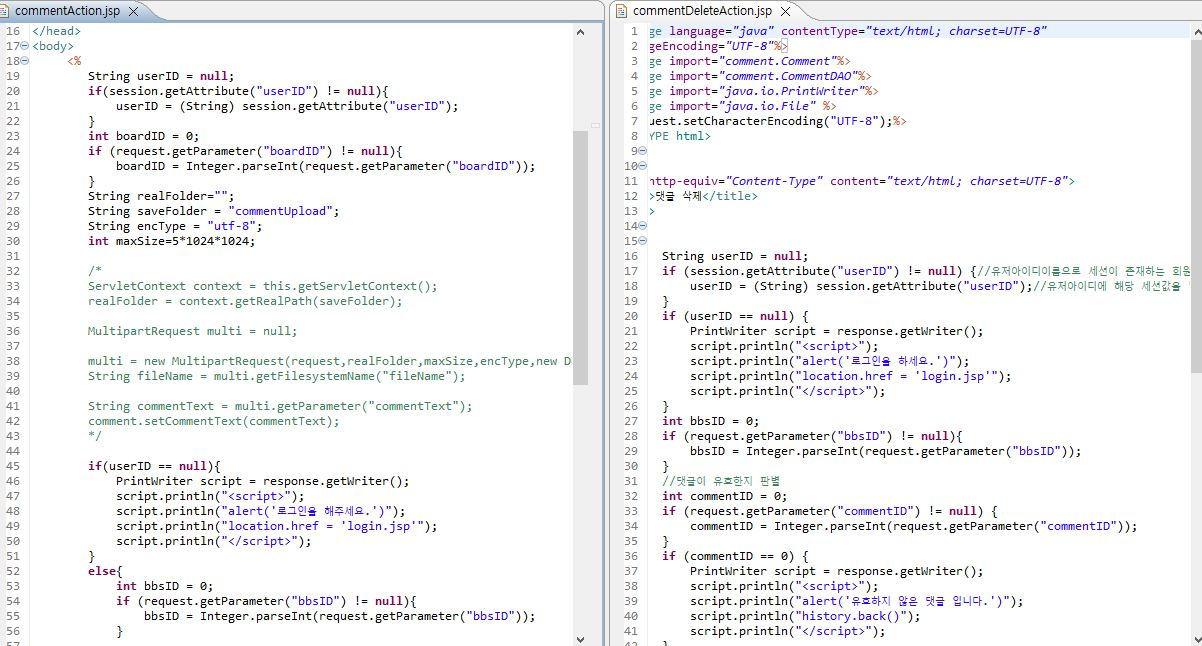 commentAction.jsp
16 </head>
17 <body>
18 <%
19 String userID = null;
20 if(session.getAttribute("userID") != null){
21 userID = (String) session.getAttribute("userID");
22 }
23 int boardID = 0;
24 if (request.getParameter("boardID") != null){
25 boardID = Integer.parseInt(request.getParameter("boardID"));
26 }
27 String realFolder="";
28 String saveFolder = "commentUpload";
29 String encType = "utf-8";
30 int maxSize=5*1024*1024;
31
32 /*
33 ServletContext context = this.getServletContext();
34 realFolder = context.getRealPath(saveFolder);
35
36 MultipartRequest multi = null;
37
38 multi = new MultipartRequest(request,realFolder,maxSize,encType,new D
39 String fileName = multi.getFilesystemName("fileName");
40
41 String commentText = multi.getParameter("commentText");
42 comment.setCommentText(commentText);
43 */
44
45 if(userID == null){
46 PrintWriter script = response.getWriter();
47 script.println("<script>");
48 script.println("alert('로그인을 해주세요.')");
49 script.println("location.href = 'login.jsp'");
50 script.println("</script>");
51 }
52 else{
53 int bbsID = 0;
54 if (request.getParameter("bbsID") != null){
55 bbsID = Integer.parseInt(request.getParameter("bbsID"));
56 }
57
commentDeleteAction.jsp
1 ge language="java" contentType="text/html; charset=UTF-8"
2 geEncoding="UTF-8"%>
3 ge import="comment.Comment"%>
4 ge import="comment.CommentDAO"%>
5 ge import="java.io.PrintWriter"%>
6 ge import="java.io.File" %>
7 uest.setCharacterEncoding("UTF-8");%>
8 YPE html>
9
10
11 http-equiv="Content-Type" content="text/html; charset=UTF-8">
12 >댓글 삭제</title>
13 >
14
15
16 String userID = null;
17 if (session.getAttribute("userID") != null) {//유저아이디이름으로 세션이 존재하는 회원
18 userID = (String) session.getAttribute("userID");//유저아이디에 해당 세션값을
19 }
20 if (userID == null) {
21 PrintWriter script = response.getWriter();
22 script.println("<script>");
23 script.println("alert('로그인을 하세요.')");
24 script.println("location.href = 'login.jsp'");
25 script.println("</script>");
26 }
27 int bbsID = 0;
28 if (request.getParameter("bbsID") != null){
29 bbsID = Integer.parseInt(request.getParameter("bbsID"));
30 }
31 //댓글이 유효한지 판별
32 int commentID = 0;
33 if (request.getParameter("commentID") != null) {
34 commentID = Integer.parseInt(request.getParameter("commentID"));
35 }
36 if (commentID == 0) {
37 PrintWriter script = response.getWriter();
38 script.println("<script>");
39 script.println("alert('유효하지 않은 댓글 입니다.')");
40 script.println("history.back()");
41 script.println("</script>");
42